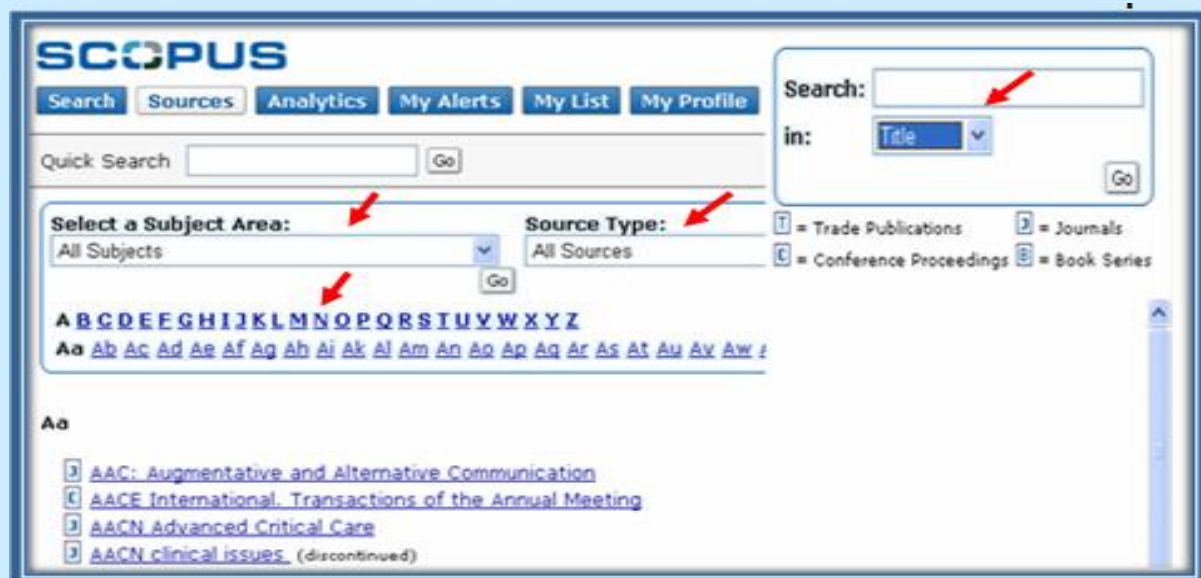 SCOPUS
Search Sources Analytics My Alerts My List My Profile
Quick Search Go
Search:
in: Title
Go
T = Trade Publications J = Journals
C = Conference Proceedings B = Book Series
Select a Subject Area: Source Type:
All Subjects All Sources
Go
A B C D E F G H I J K L M N O P Q R S T U V W X Y Z
Aa Ab Ac Ad Ae Af Ag Ah Ai Ak Al Am An Ao Ap Aq Ar As At Au Av Aw
Aa
J AAC: Augmentative and Alternative Communication
C AACE International. Transactions of the Annual Meeting
J AACN Advanced Critical Care
J AACN clinical issues (discontinued)